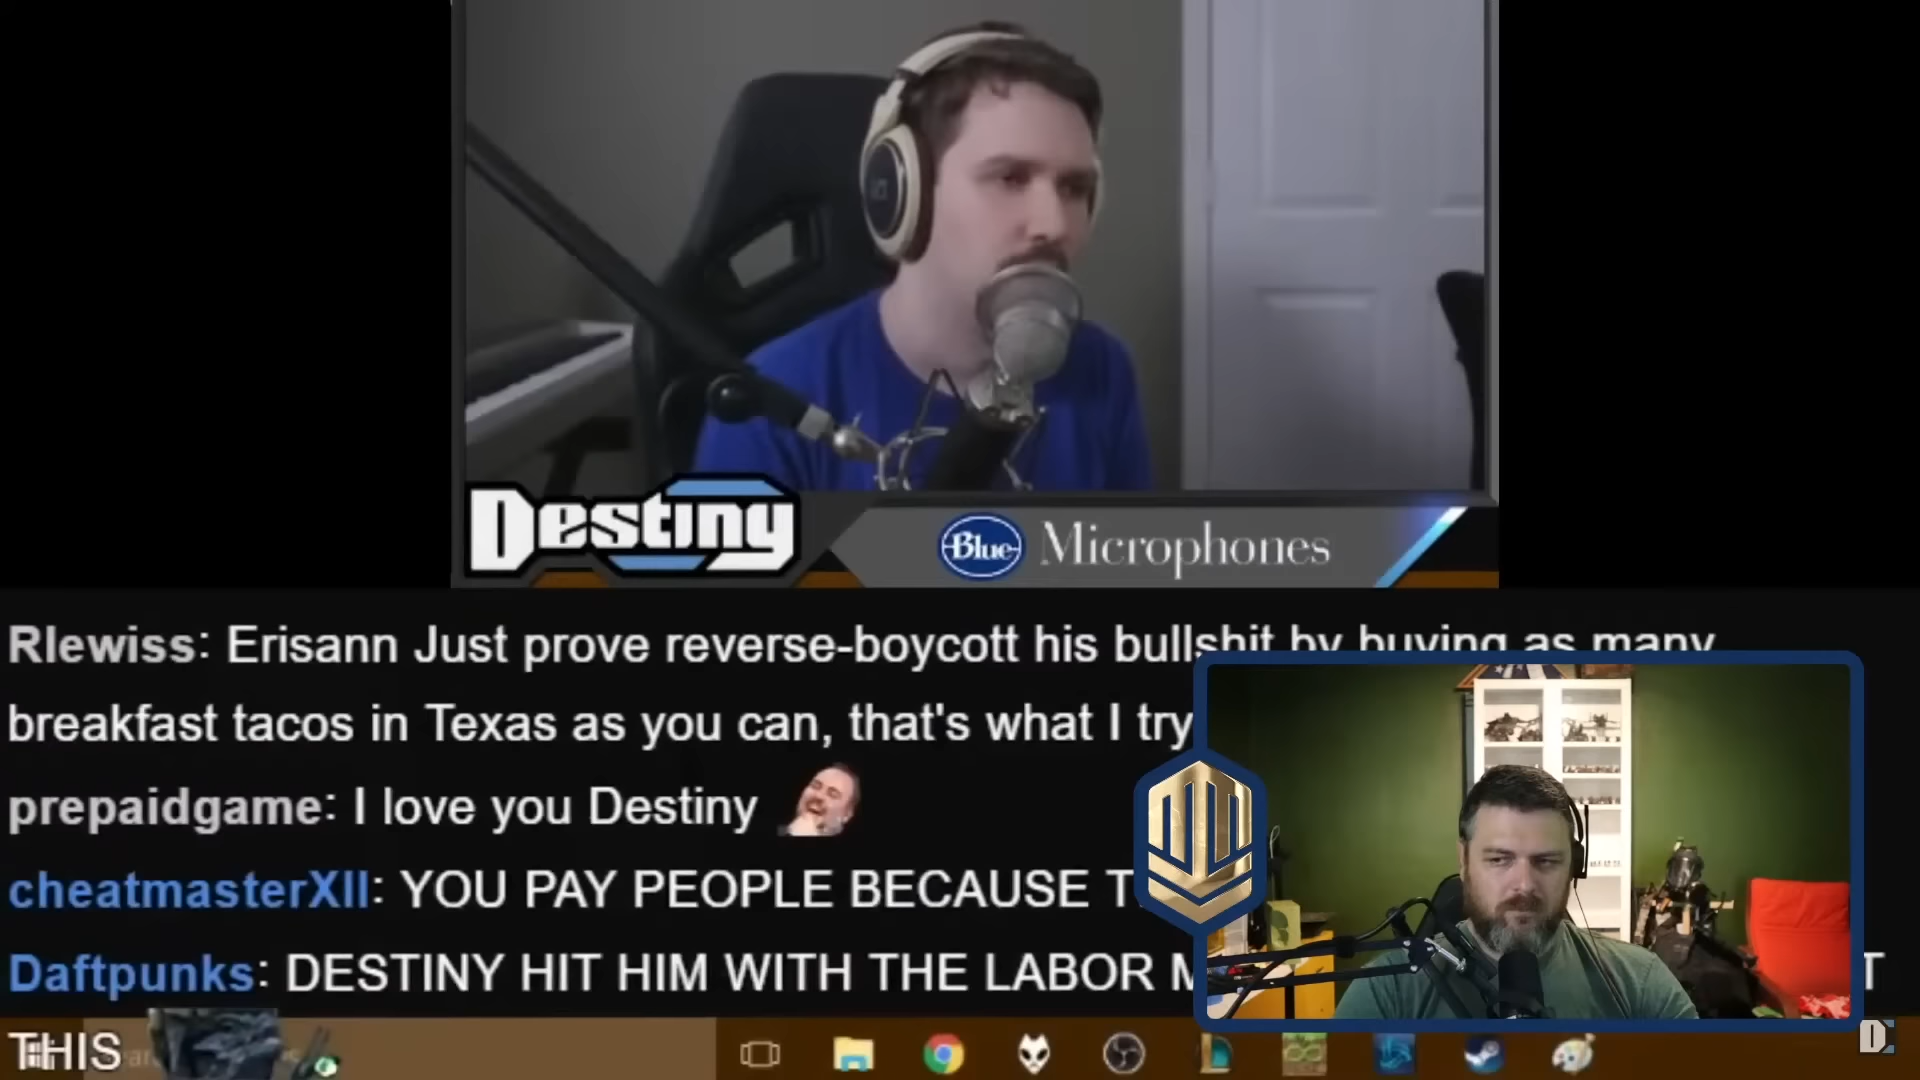 Destiny
Blue Microphones
Rlewiss: Erisann Just prove reverse-boycott his bullshit by buying as many
breakfast tacos in Texas as you can, that's what I try
prepaidgame: I love you Destiny
cheatmasterXII: YOU PAY PEOPLE BECAUSE T
Daftpunks: DESTINY HIT HIM WITH THE LABOR M T
THIS
D.